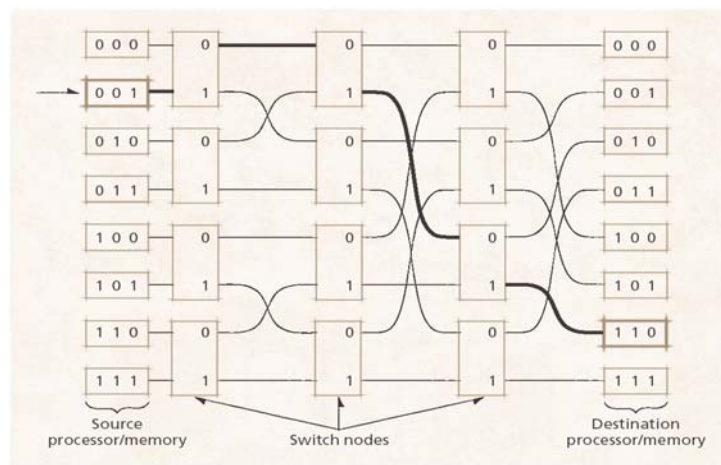 0 0 0 0 0 0 0 0 0
0 0 1 1 1 1 0 0 1
0 1 0 0 0 0 0 1 0
0 1 1 1 1 1 0 1 1
1 0 0 0 0 0 1 0 0
1 0 1 1 1 1 1 0 1
1 1 0 0 0 0 1 1 0
1 1 1 1 1 1 1 1 1
Source
processor/memory
Switch nodes
Destination
processor/memory